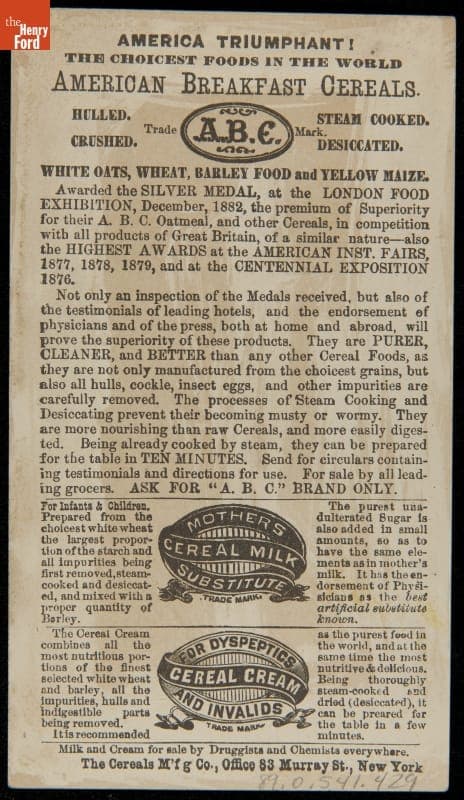 the
Henry
Ford
AMERICA TRIUMPHANT!
THE CHOICEST FOODS IN THE WORLD
AMERICAN BREAKFAST CEREALS.
HULLED.
CRUSHED.
Trade
A.B.C.
Mark.
STEAM COOKED.
DESICCATED.
WHITE OATS, WHEAT, BARLEY FOOD and YELLOW MAIZE.
Awarded the SILVER MEDAL, at the LONDON FOOD
EXHIBITION, December, 1882, the premium of Superiority
for their A. B. C. Oatmeal, and other Cereals, in competition
with all products of Great Britain, of a similar nature—also
the HIGHEST AWARDS at the AMERICAN INST. FAIRS,
1877, 1878, 1879, and at the CENTENNIAL EXPOSITION
1876.
Not only an inspection of the Medals received, but also of
the testimonials of leading hotels, and the endorsement of
physicians and of the press, both at home and abroad, will
prove the superiority of these products. They are PURER,
CLEANER, and BETTER than any other Cereal Foods, as
they are not only manufactured from the choicest grains, but
also all hulls, cockle, insect eggs, and other impurities are
carefully removed. The processes of Steam Cooking and
Desiccating prevent their becoming musty or wormy. They
are more nourishing than raw Cereals, and more easily diges-
ted. Being already cooked by steam, they can be prepared
for the table in TEN MINUTES. Send for circulars contain-
ing testimonials and directions for use. For sale by all lead-
ing grocers. ASK FOR "A. B. C." BRAND ONLY.
For Infants & Children.
Prepared from the
choicest white wheat
the largest propor-
tion of the starch and
all impurities being
first removed, steam-
cooked and desiccat-
ed, and mixed with a
proper quantity of
Barley.
MOTHER'S
CEREAL MILK
SUBSTITUTE
TRADE MARK.
The purest una-
dulterated Sugar is
also added in small
amounts, so as to
have the same ele-
ments as in mother's
milk. It has the en-
dorsement of Physi-
sicians as the best
artificial substitute
known.
The Cereal Cream
combines all the
most nutritious por-
tions of the finest
selected white wheat
and barley, all the
impurities, hulls and
indigestible parts
being removed.
It is recommended
FOR DYSPEPTICS
CEREAL CREAM
AND INVALIDS
TRADE MARK
as the purest food in
the world, and at the
same time the most
nutritive & delicious.
Being thoroughly
steam-cooked and
dried (desiccated), it
can be preared for
the table in a few
minutes.
Milk and Cream for sale by Druggists and Chemists everywhere.
The Cereals M'f'g Co., Office 83 Murray St., New York
89.0.541.429